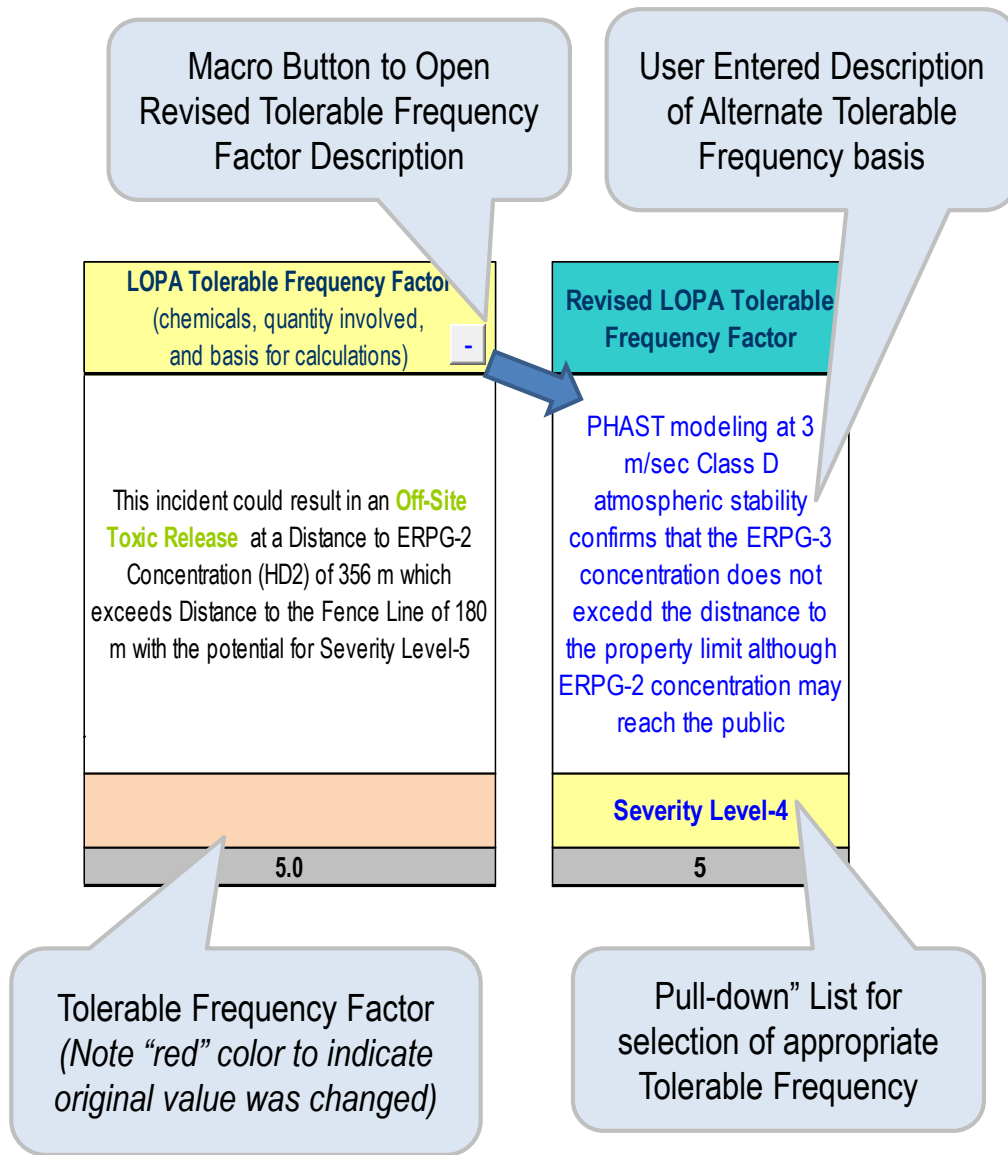 Macro Button to Open
Revised Tolerable Frequency
Factor Description
User Entered Description
of Alternate Tolerable
Frequency basis
LOPA Tolerable Frequency Factor
(chemicals, quantity involved,
and basis for calculations)
-
Revised LOPA Tolerable
Frequency Factor
This incident could result in an Off-Site
Toxic Release at a Distance to ERPG-2
Concentration (HD2) of 356 m which
exceeds Distance to the Fence Line of 180
m with the potential for Severity Level-5
PHAST modeling at 3
m/sec Class D
atmospheric stability
confirms that the ERPG-3
concentration does not
excedd the distnance to
the property limit although
ERPG-2 concentration may
reach the public
Severity Level-4
5.0
5
Tolerable Frequency Factor
(Note “red” color to indicate
original value was changed)
Pull-down” List for
selection of appropriate
Tolerable Frequency